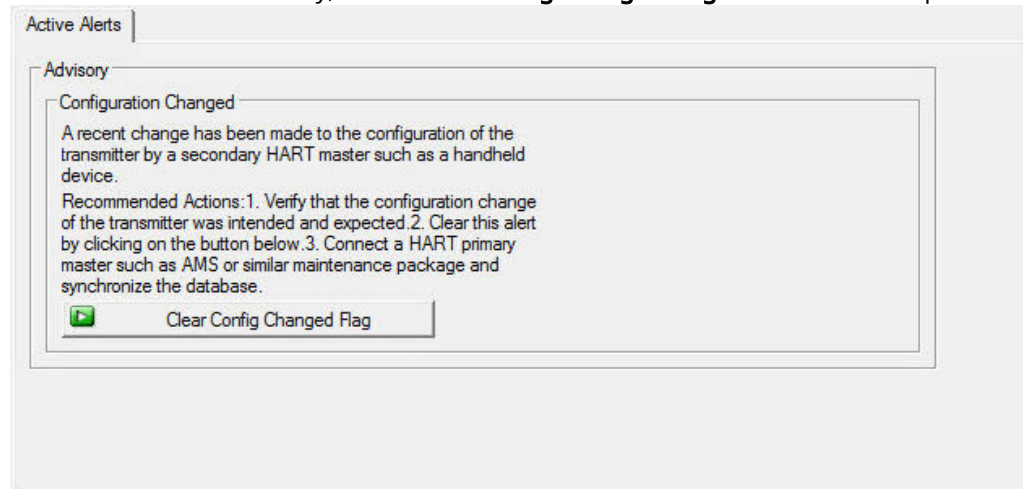 Active Alerts
Advisory
Configuration Changed
A recent change has been made to the configuration of the
transmitter by a secondary HART master such as a handheld
device.
Recommended Actions:1. Verify that the configuration change
of the transmitter was intended and expected.2. Clear this alert
by clicking on the button below.3. Connect a HART primary
master such as AMS or similar maintenance package and
synchronize the database.
Clear Config Changed Flag